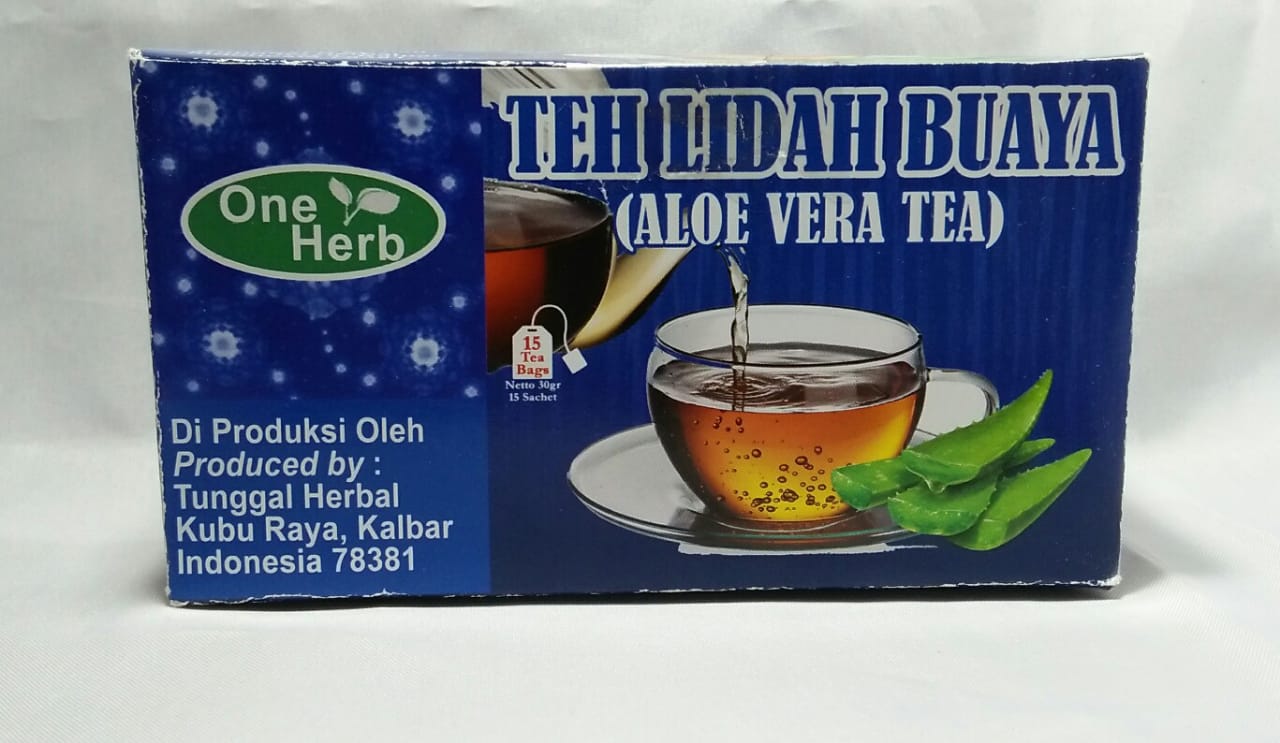 One
Herb
TEH LIDAH BUAYA
(ALOE VERA TEA)
15
Tea
Bags
Netto 30gr
15 Sachet
Di Produksi Oleh
Produced by :
Tunggal Herbal
Kubu Raya, Kalbar
Indonesia 78381